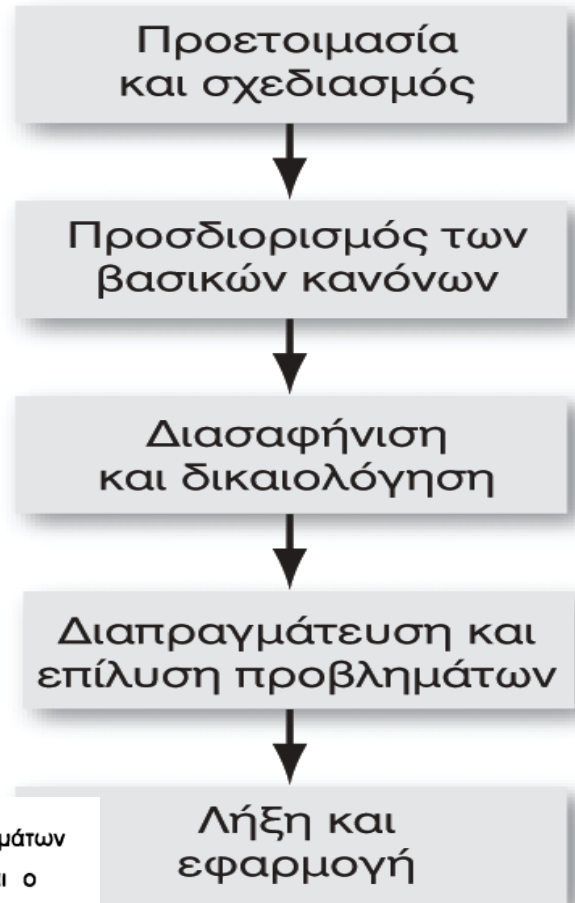 Προετοιμασία
και σχεδιασμός
Προσδιορισμός των
βασικών κανόνων
Διασαφήνιση
και δικαιολόγηση
Διαπραγμάτευση και
επίλυση προβλημάτων
Λήξη και
εφαρμογή
ο